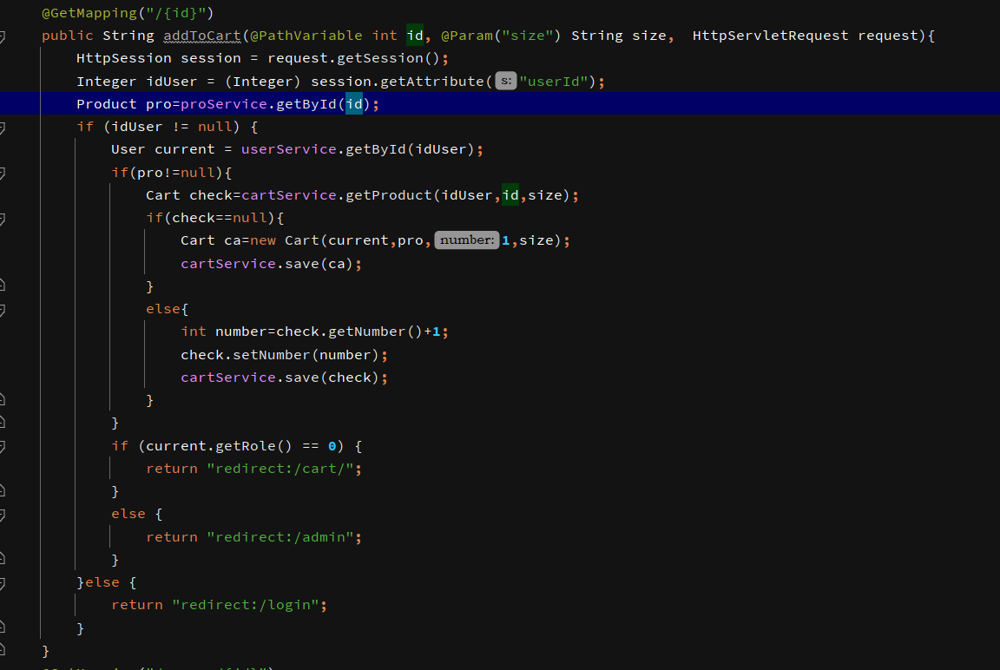 @GetMapping("/{id}")
public String addToCart(@PathVariable int id, @Param("size") String size,  HttpServletRequest request){
HttpSession session = request.getSession();
Integer idUser = (Integer) session.getAttribute( s: "userId");
Product pro=proService.getById(id);
if (idUser != null) {
User current = userService.getById(idUser);
if(pro!=null){
Cart check=cartService.getProduct(idUser,id,size);
if(check==null){
Cart ca=new Cart(current,pro, number: 1,size);
cartService.save(ca);
}
else{
int number=check.getNumber()+1;
check.setNumber(number);
cartService.save(check);
}
}
if (current.getRole() == 0) {
return "redirect:/cart/";
}
else {
return "redirect:/admin";
}
}else {
return "redirect:/login";
}
}